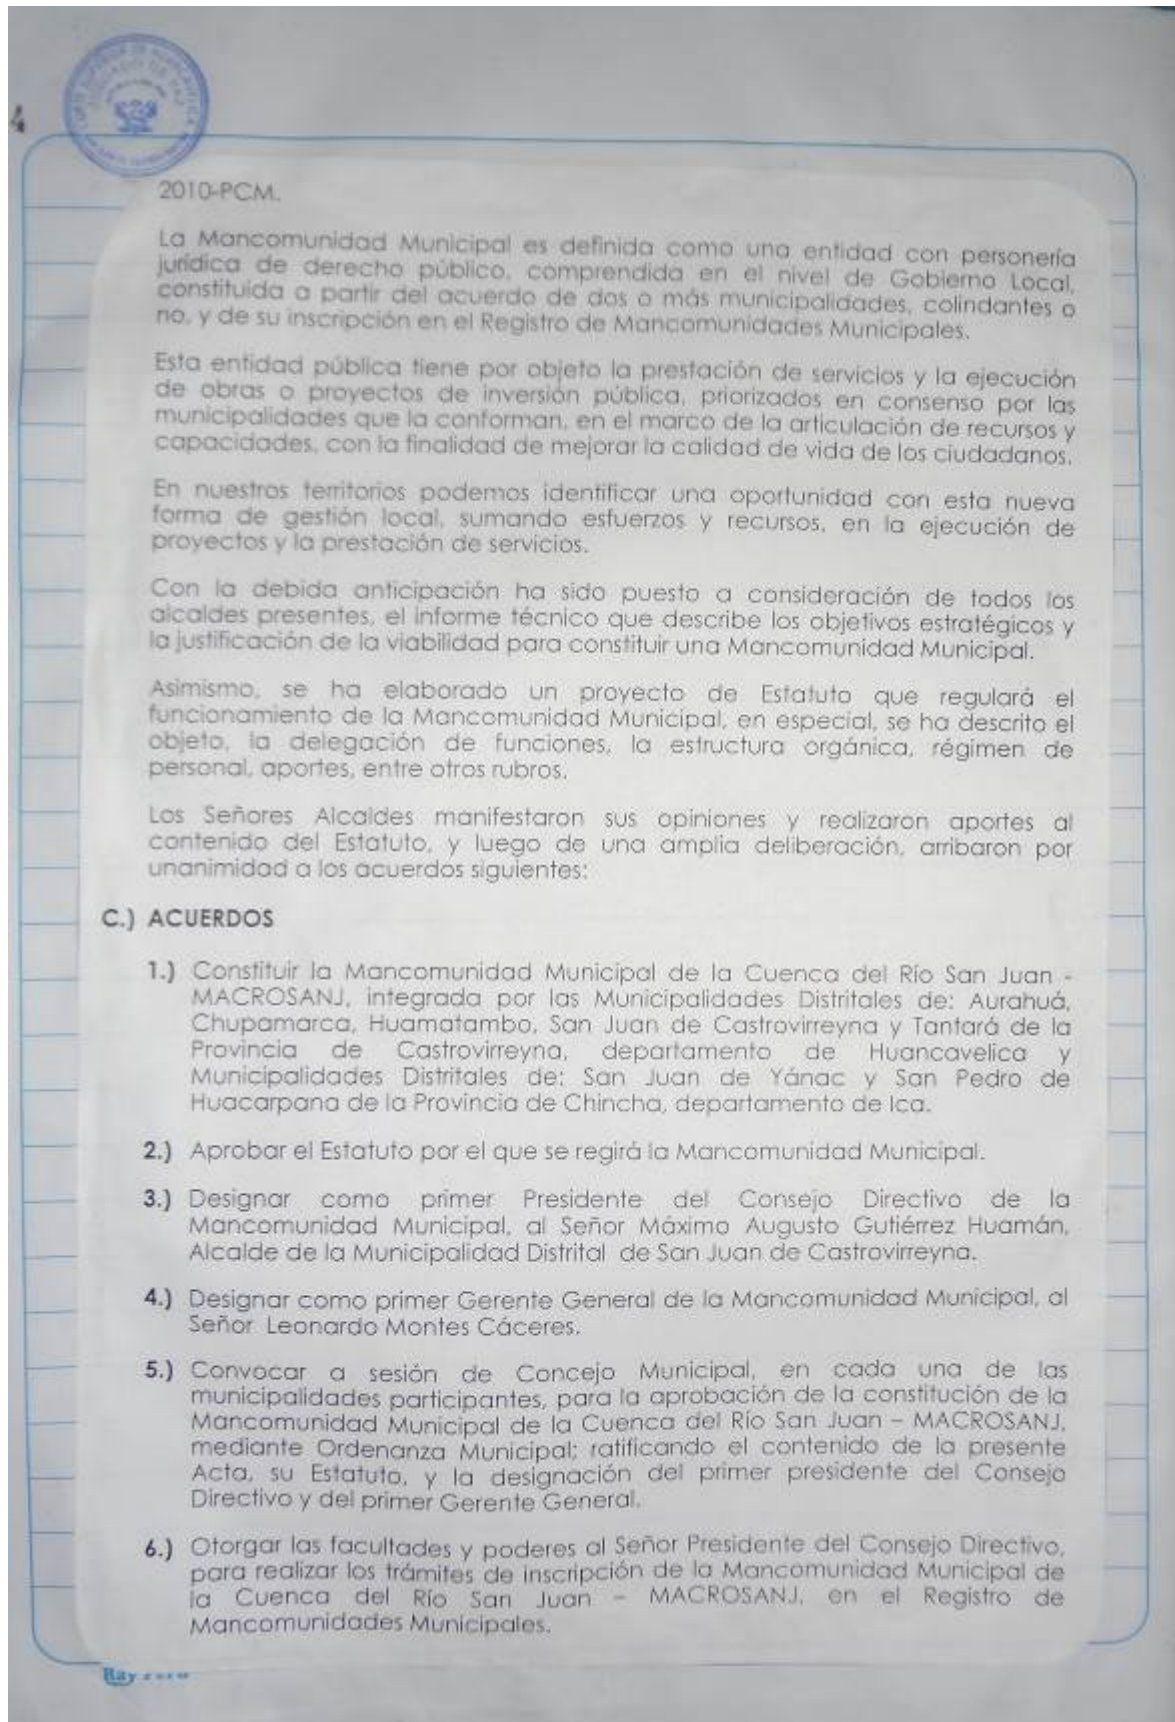 4
2010-PCM.
La Mancomunidad Municipal es definida como una entidad con personería
jurídica de derecho público, comprendida en el nivel de Gobierno Local,
constituida a partir del acuerdo de dos o más municipalidades, colindantes o
no, y de su inscripción en el Registro de Mancomunidades Municipales.
Esta entidad pública tiene por objeto la prestación de servicios y la ejecución
de obras o proyectos de inversión pública, priorizados en consenso por las
municipalidades que la conforman, en el marco de la articulación de recursos y
capacidades, con la finalidad de mejorar la calidad de vida de los ciudadanos.
En nuestros territorios podemos identificar una oportunidad con esta nueva
forma de gestión local, sumando esfuerzos y recursos, en la ejecución de
proyectos y la prestación de servicios.
Con la debida anticipación ha sido puesto a consideración de todos los
alcaldes presentes, el informe técnico que describe los objetivos estratégicos y
la justificación de la viabilidad para constituir una Mancomunidad Municipal.
Asimismo, se ha elaborado un proyecto de Estatuto que regulará el
funcionamiento de la Mancomunidad Municipal, en especial, se ha descrito el
objeto, la delegación de funciones, la estructura orgánica, régimen de
personal, aportes, entre otros rubros.
Los Señores Alcaldes manifestaron sus opiniones y realizaron aportes al
contenido del Estatuto, y luego de una amplia deliberación, arribaron por
unanimidad a los acuerdos siguientes:
C.) ACUERDOS
1.) Constituir la Mancomunidad Municipal de la Cuenca del Río San Juan -
MACROSANJ, integrada por las Municipalidades Distritales de: Aurahuá,
Chupamarca, Huamatambo, San Juan de Castrovirreyna y Tantará de la
Provincia de Castrovirreyna, departamento de Huancavelica y
Municipalidades Distritales de: San Juan de Yánac y San Pedro de
Huacarpana de la Provincia de Chincha, departamento de Ica.
2.) Aprobar el Estatuto por el que se regirá la Mancomunidad Municipal.
3.) Designar como primer Presidente del Consejo Directivo de la
Mancomunidad Municipal, al Señor Máximo Augusto Gutiérrez Huamán,
Alcalde de la Municipalidad Distrital de San Juan de Castrovirreyna.
4.) Designar como primer Gerente General de la Mancomunidad Municipal, al
Señor Leonardo Montes Cáceres.
5.) Convocar a sesión de Concejo Municipal, en cada una de las
municipalidades participantes, para la aprobación de la constitución de la
Mancomunidad Municipal de la Cuenca del Río San Juan – MACROSANJ,
mediante Ordenanza Municipal; ratificando el contenido de la presente
Acta, su Estatuto, y la designación del primer presidente del Consejo
Directivo y del primer Gerente General.
6.) Otorgar las facultades y poderes al Señor Presidente del Consejo Directivo,
para realizar los trámites de inscripción de la Mancomunidad Municipal de
la Cuenca del Río San Juan – MACROSANJ, en el Registro de
Mancomunidades Municipales.